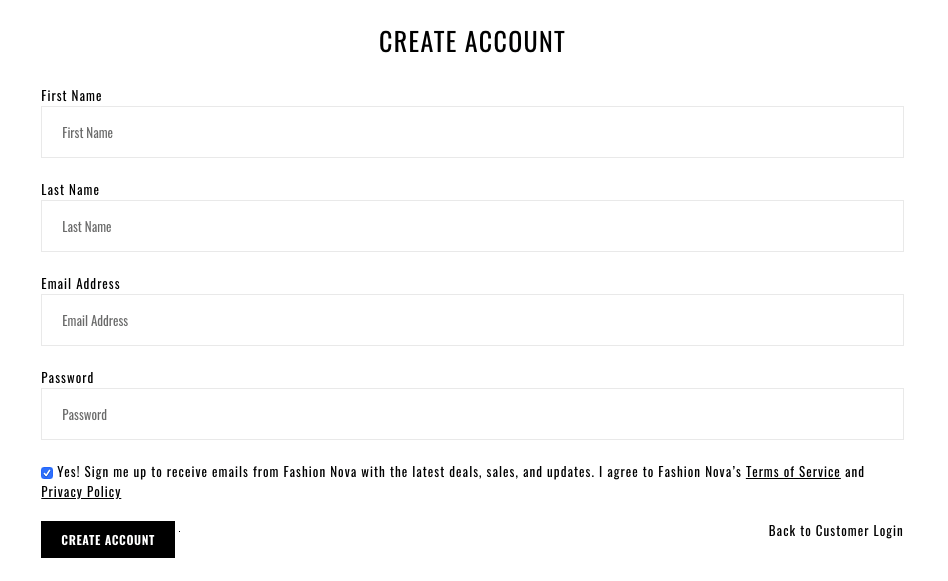 CREATE ACCOUNT
First Name
First Name
Last Name
Last Name
Email Address
Email Address
Password
Password
Yes! Sign me up to receive emails from Fashion Nova with the latest deals, sales, and updates. I agree to Fashion Nova's Terms of Service and
Privacy Policy
CREATE ACCOUNT .
Back to Customer Login